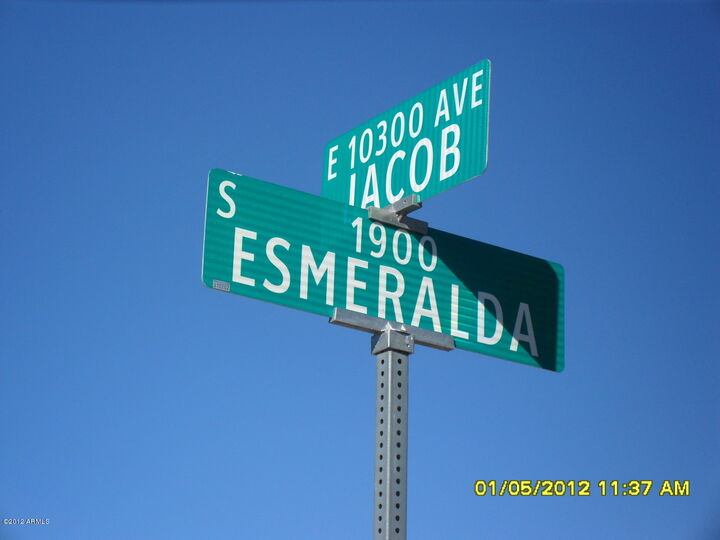 E 10300 AVE
JACOB
S 1900
ESMERALDA
01/05/2012 11:37 AM
©2012 ARMLS